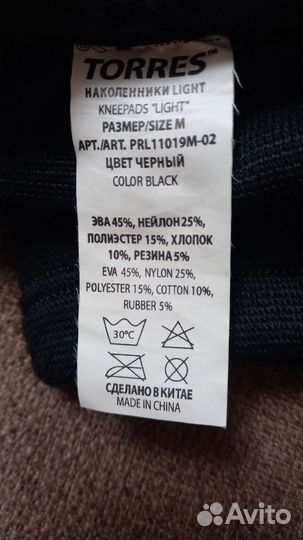 TORRES™
НАКОЛЕННИКИ LIGHT
KNEEPADS "LIGHT"
РАЗМЕР/SIZE M
АРТ./ART. PRL11019M-02
ЦВЕТ ЧЕРНЫЙ
COLOR BLACK
ЭВА 45%, НЕЙЛОН 25%,
ПОЛИЭСТЕР 15%, ХЛОПОК
10%, РЕЗИНА 5%
EVA 45%, NYLON 25%,
POLYESTER 15%, COTTON 10%,
RUBBER 5%
30°C
СДЕЛАНО В КИТАЕ
MADE IN CHINA
Avito